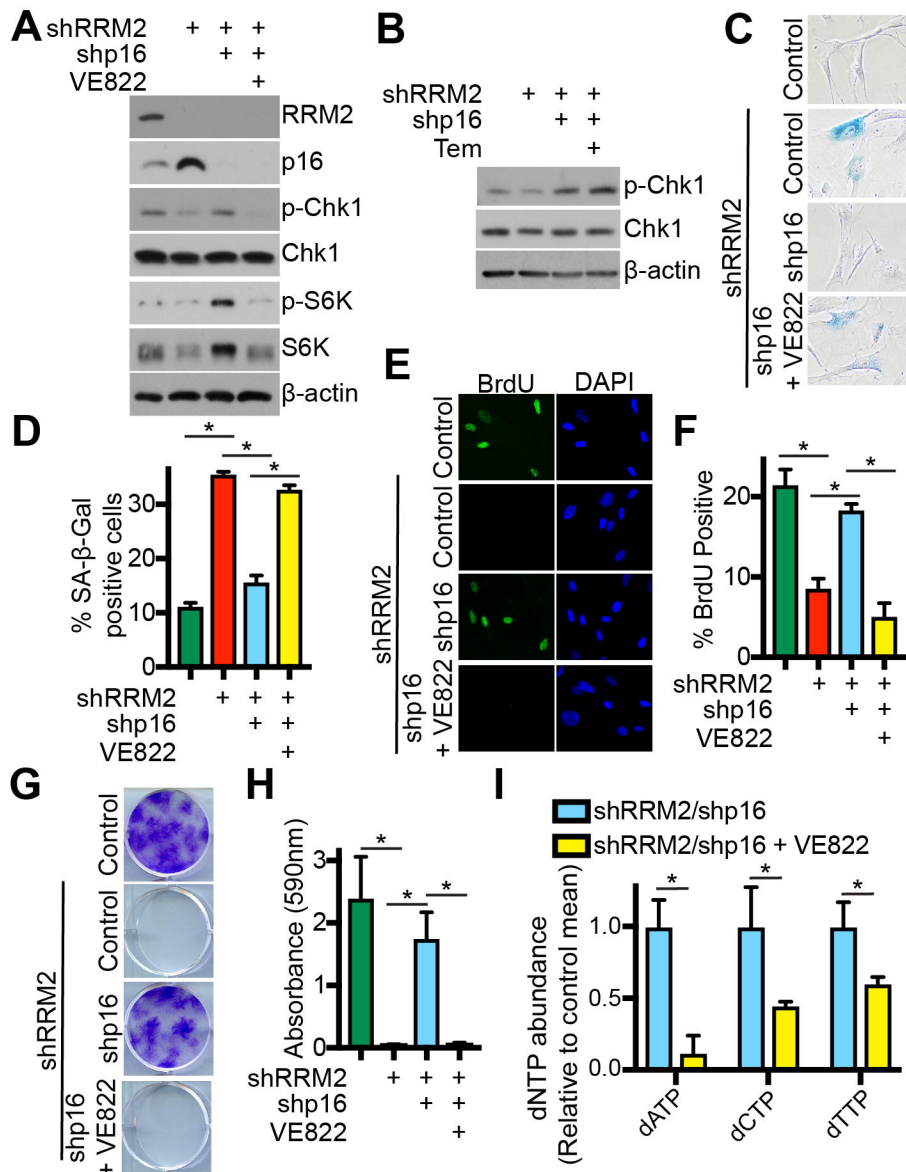 A
shRRM2 + + +
shp16 + +
VE822 +
RRM2
p16
p-Chk1
Chk1
p-S6K
S6K
β-actin
B
shRRM2 + + +
shp16 + +
Tem +
p-Chk1
Chk1
β-actin
C
Control
Control
shp16
shp16
+ VE822
shRRM2
D
% SA-β-Gal
positive cells
30
20
10
0
* * *
shRRM2 + + +
shp16 + +
VE822 +
E
BrdU DAPI
Control
Control
shp16
shp16
+ VE822
shRRM2
F
% BrdU Positive
20
10
0
* * *
shRRM2 + + +
shp16 + +
VE822 +
G
Control
Control
shp16
shp16
+ VE822
shRRM2
H
Absorbance (590nm)
3
2
1
0
* * *
shRRM2 + + +
shp16 + +
VE822 +
I
shRRM2/shp16
shRRM2/shp16 + VE822
dNTP abundance
(Relative to control mean)
1.0
0.5
0.0
* * *
dATP
dCTP
dTTP